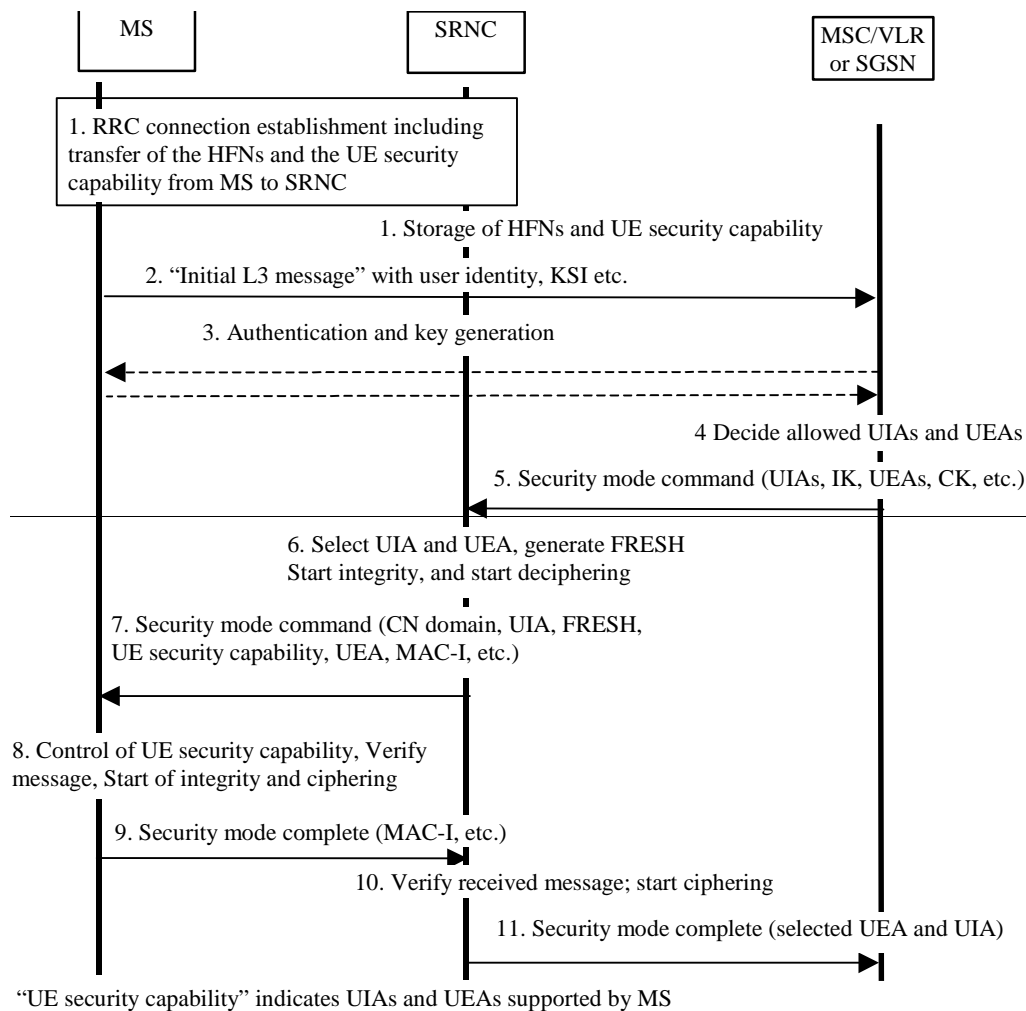 MS
SRNC
MSC/VLR
or SGSN
1. RRC connection establishment including
transfer of the HFNs and the UE security
capability from MS to SRNC
1. Storage of HFNs and UE security capability
2. “Initial L3 message” with user identity, KSI etc.
3. Authentication and key generation
4 Decide allowed UIAs and UEAs
5. Security mode command (UIAs, IK, UEAs, CK, etc.)
6. Select UIA and UEA, generate FRESH
Start integrity, and start deciphering
7. Security mode command (CN domain, UIA, FRESH,
UE security capability, UEA, MAC-I, etc.)
8. Control of UE security capability, Verify
message, Start of integrity and ciphering
9. Security mode complete (MAC-I, etc.)
10. Verify received message; start ciphering
11. Security mode complete (selected UEA and UIA)
“UE security capability” indicates UIAs and UEAs supported by MS